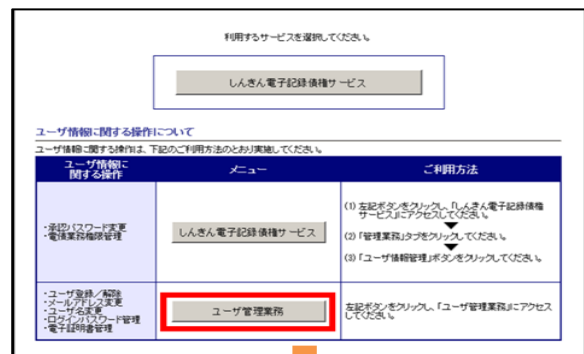 利用するサービスを選択してください。
しんきん電子記録債権サービス
ユーザ情報に関する操作について
ユーザ情報に関する操作は、下記のご利用方法のとおり実施してください。
ユーザ情報に
関する操作
メニュー
ご利用方法
・承認パスワード変更
・電債業務権限管理
しんきん電子記録債権サービス
(1) 左記ボタンをクリックし、「しんきん電子記録債権
サービス」にアクセスしてください。
(2)「管理業務」タブをクリックしてください。
(3)「ユーザ情報管理」ボタンをクリックしてください。
・ユーザ登録/解除
・メールアドレス変更
・ユーザ名変更
・ログインパスワード管理
・電子証明書管理
ユーザ管理業務
左記ボタンをクリックし、「ユーザ管理業務」にアクセス
してください。